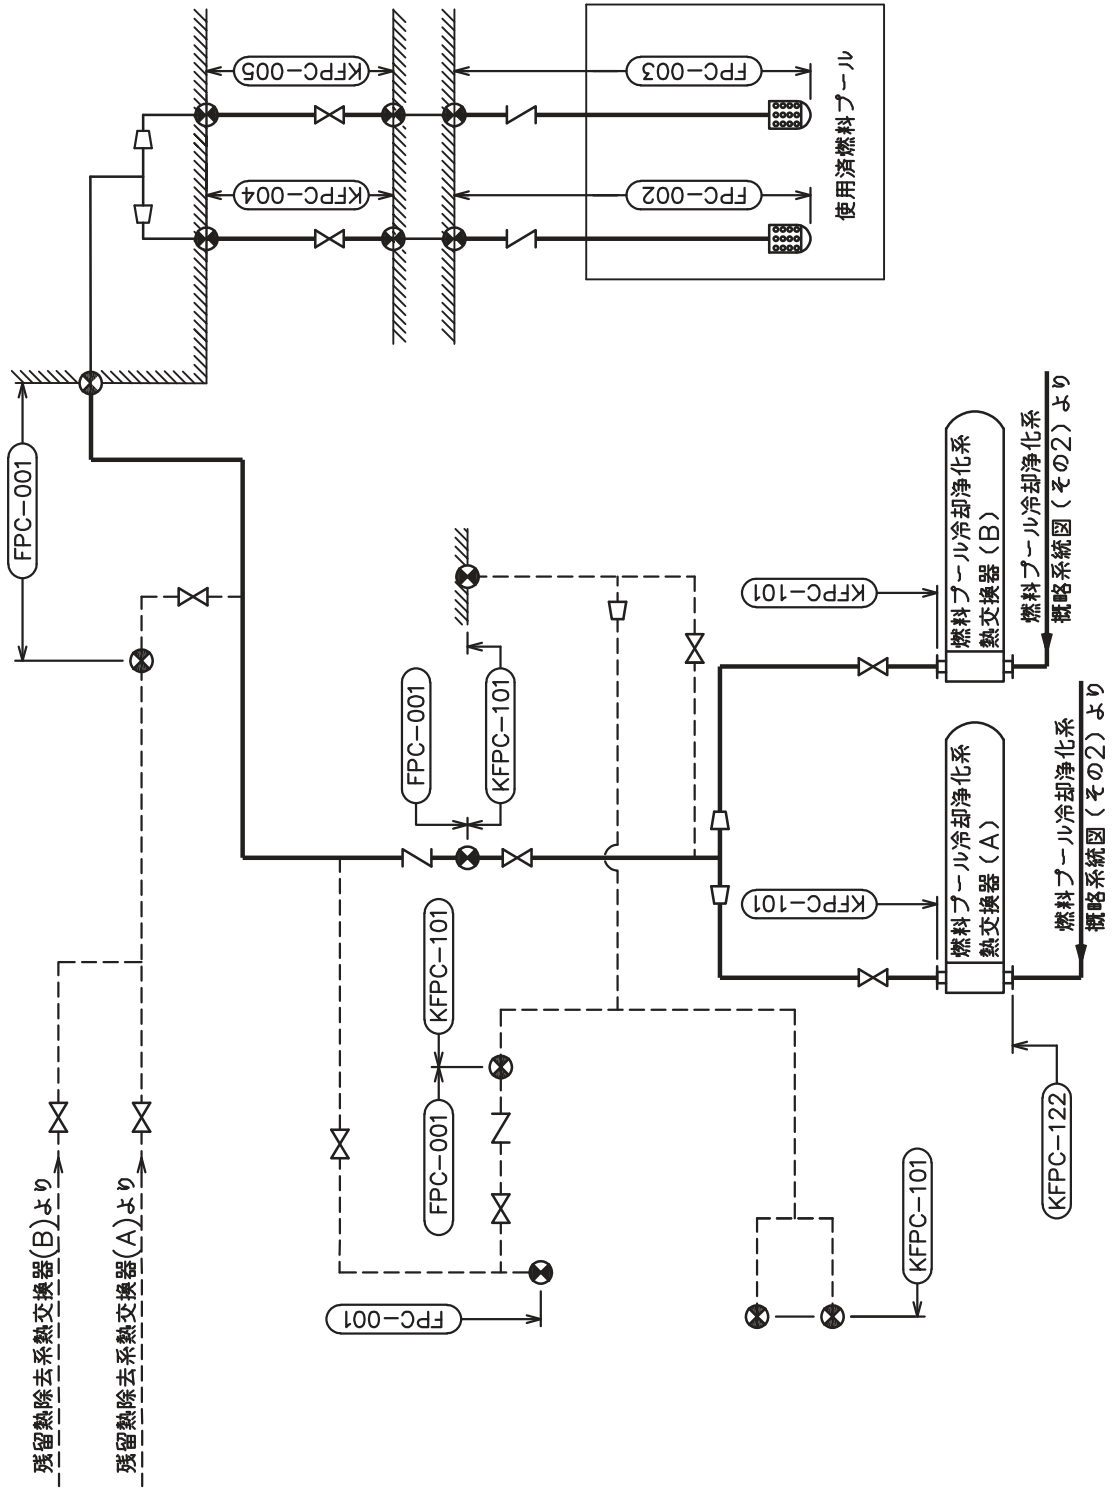 残留熱除去系熱交換器(B)より
残留熱除去系熱交換器(A)より
FPC-001
KFPC-005
KFPC-004
FPC-003
FPC-002
使用済燃料プール
FPC-001
KFPC-101
KFPC-101
FPC-001
FPC-001
KFPC-101
KFPC-101
KFPC-101
KFPC-122
燃料プール冷却浄化系
熱交換器(B)
燃料プール冷却浄化系
概略系統図(その2)より
燃料プール冷却浄化系
熱交換器(A)
燃料プール冷却浄化系
概略系統図(その2)より